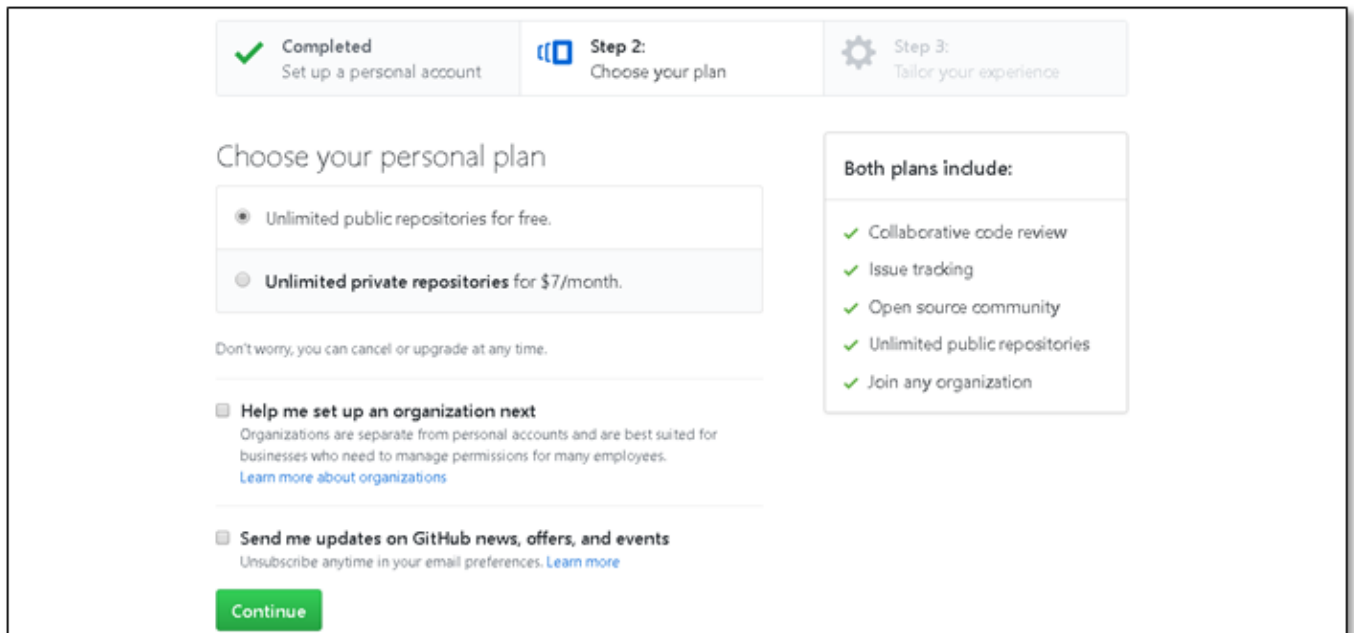 Completed
Set up a personal account
Step 2:
Choose your plan
Step 3:
Tailor your experience
Choose your personal plan
Unlimited public repositories for free.
Unlimited private repositories for $7/month.
Don't worry, you can cancel or upgrade at any time.
Help me set up an organization next
Organizations are separate from personal accounts and are best suited for
businesses who need to manage permissions for many employees.
Learn more about organizations
Send me updates on GitHub news, offers, and events
Unsubscribe anytime in your email preferences. Learn more
Continue
Both plans include:
Collaborative code review
Issue tracking
Open source community
Unlimited public repositories
Join any organization